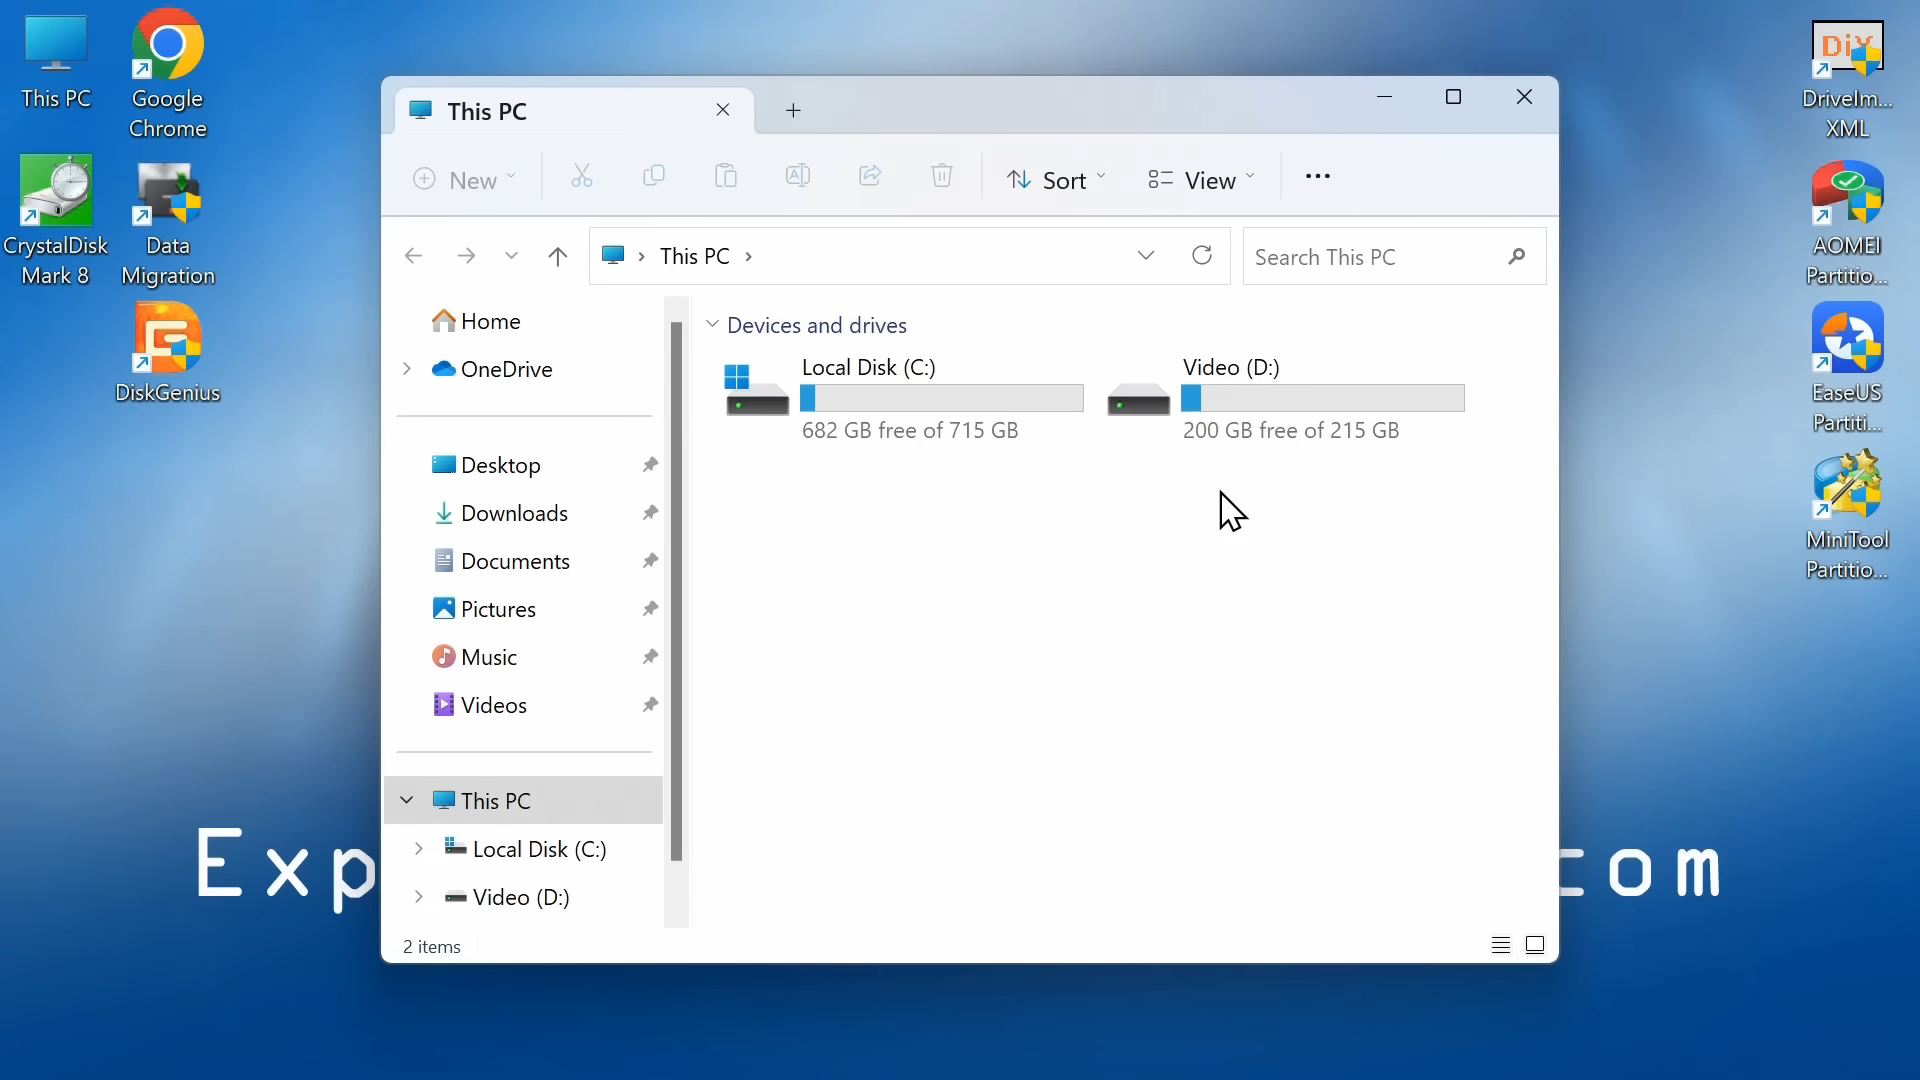 This PC
Google
Chrome
CrystalDisk
Mark 8
Data
Migration
DiskGenius
DiX
DriveIm...
XML
AOMEI
Partitio...
EaseUS
Partiti...
MiniTool
Partitio...
This PC
New
Sort
View
This PC
Search This PC
Home
OneDrive
Desktop
Downloads
Documents
Pictures
Music
Videos
This PC
Local Disk (C:)
Video (D:)
Devices and drives
Local Disk (C:)
682 GB free of 715 GB
Video (D:)
200 GB free of 215 GB
2 items
Exp
com